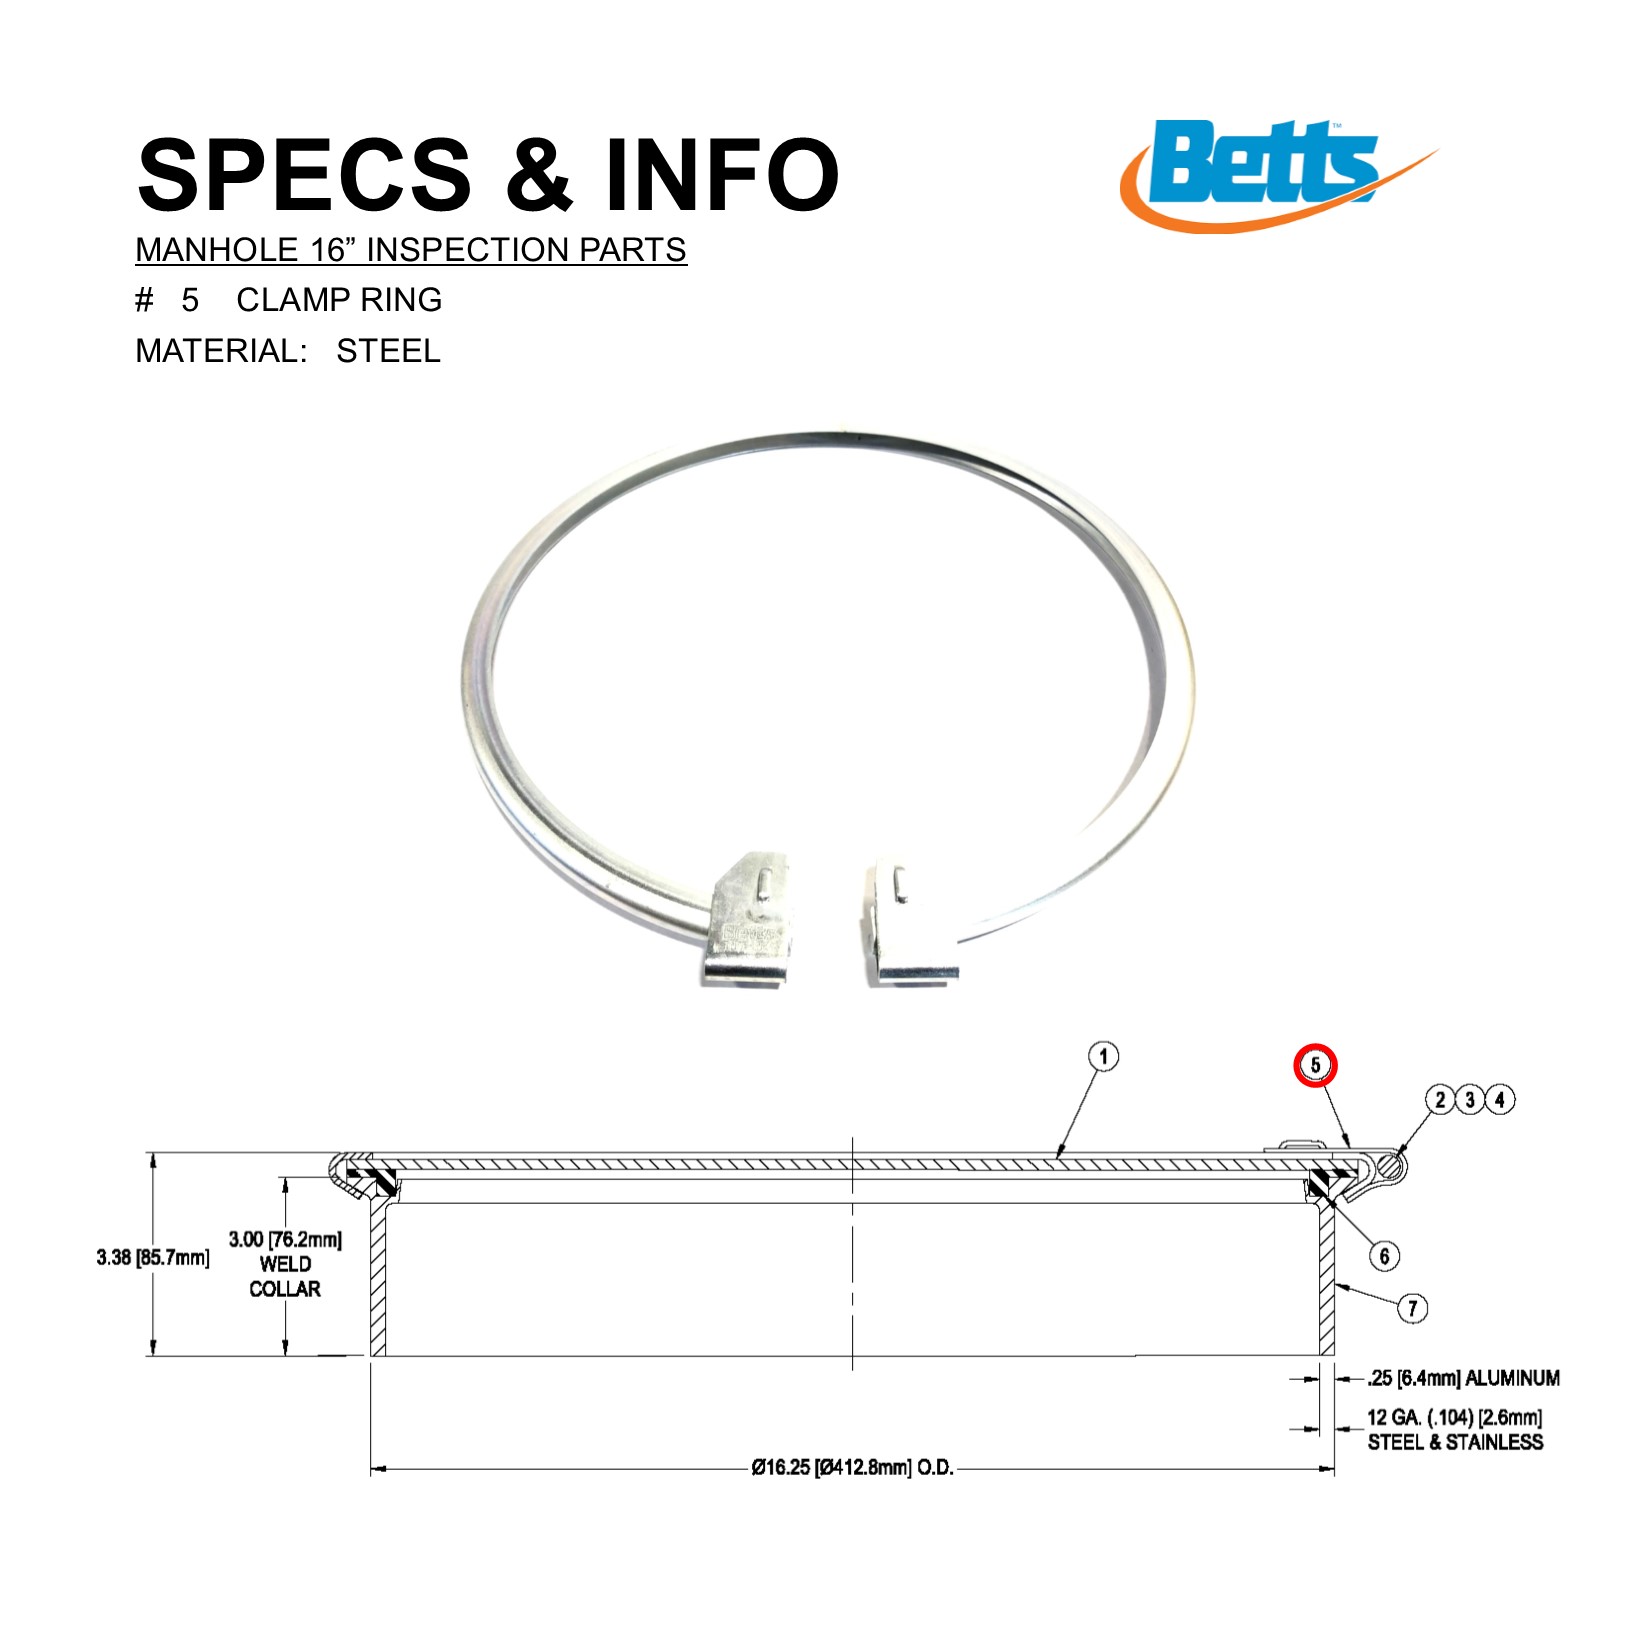 SPECS & INFO
Betts™
MANHOLE 16” INSPECTION PARTS
# 5 CLAMP RING
MATERIAL: STEEL
1
5
2 3 4
3.38 [85.7mm]
3.00 [76.2mm]
WELD
COLLAR
6
7
.25 [6.4mm] ALUMINUM
12 GA. (.104) [2.6mm]
STEEL & STAINLESS
Ø16.25 [Ø412.8mm] O.D.